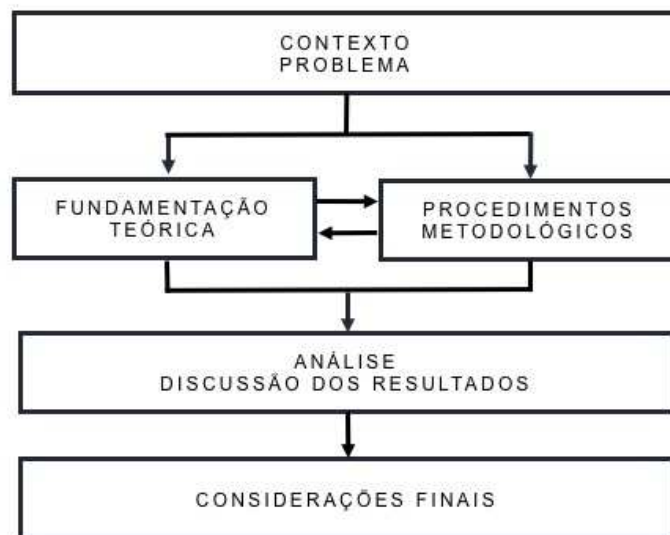 CONTEXTO
PROBLEMA
FUNDAMENTAÇÃO
TEÓRICA
PROCEDIMENTOS
METODOLÓGICOS
ANÁLISE
DISCUSSÃO DOS RESULTADOS
CONSIDERAÇÕES FINAIS